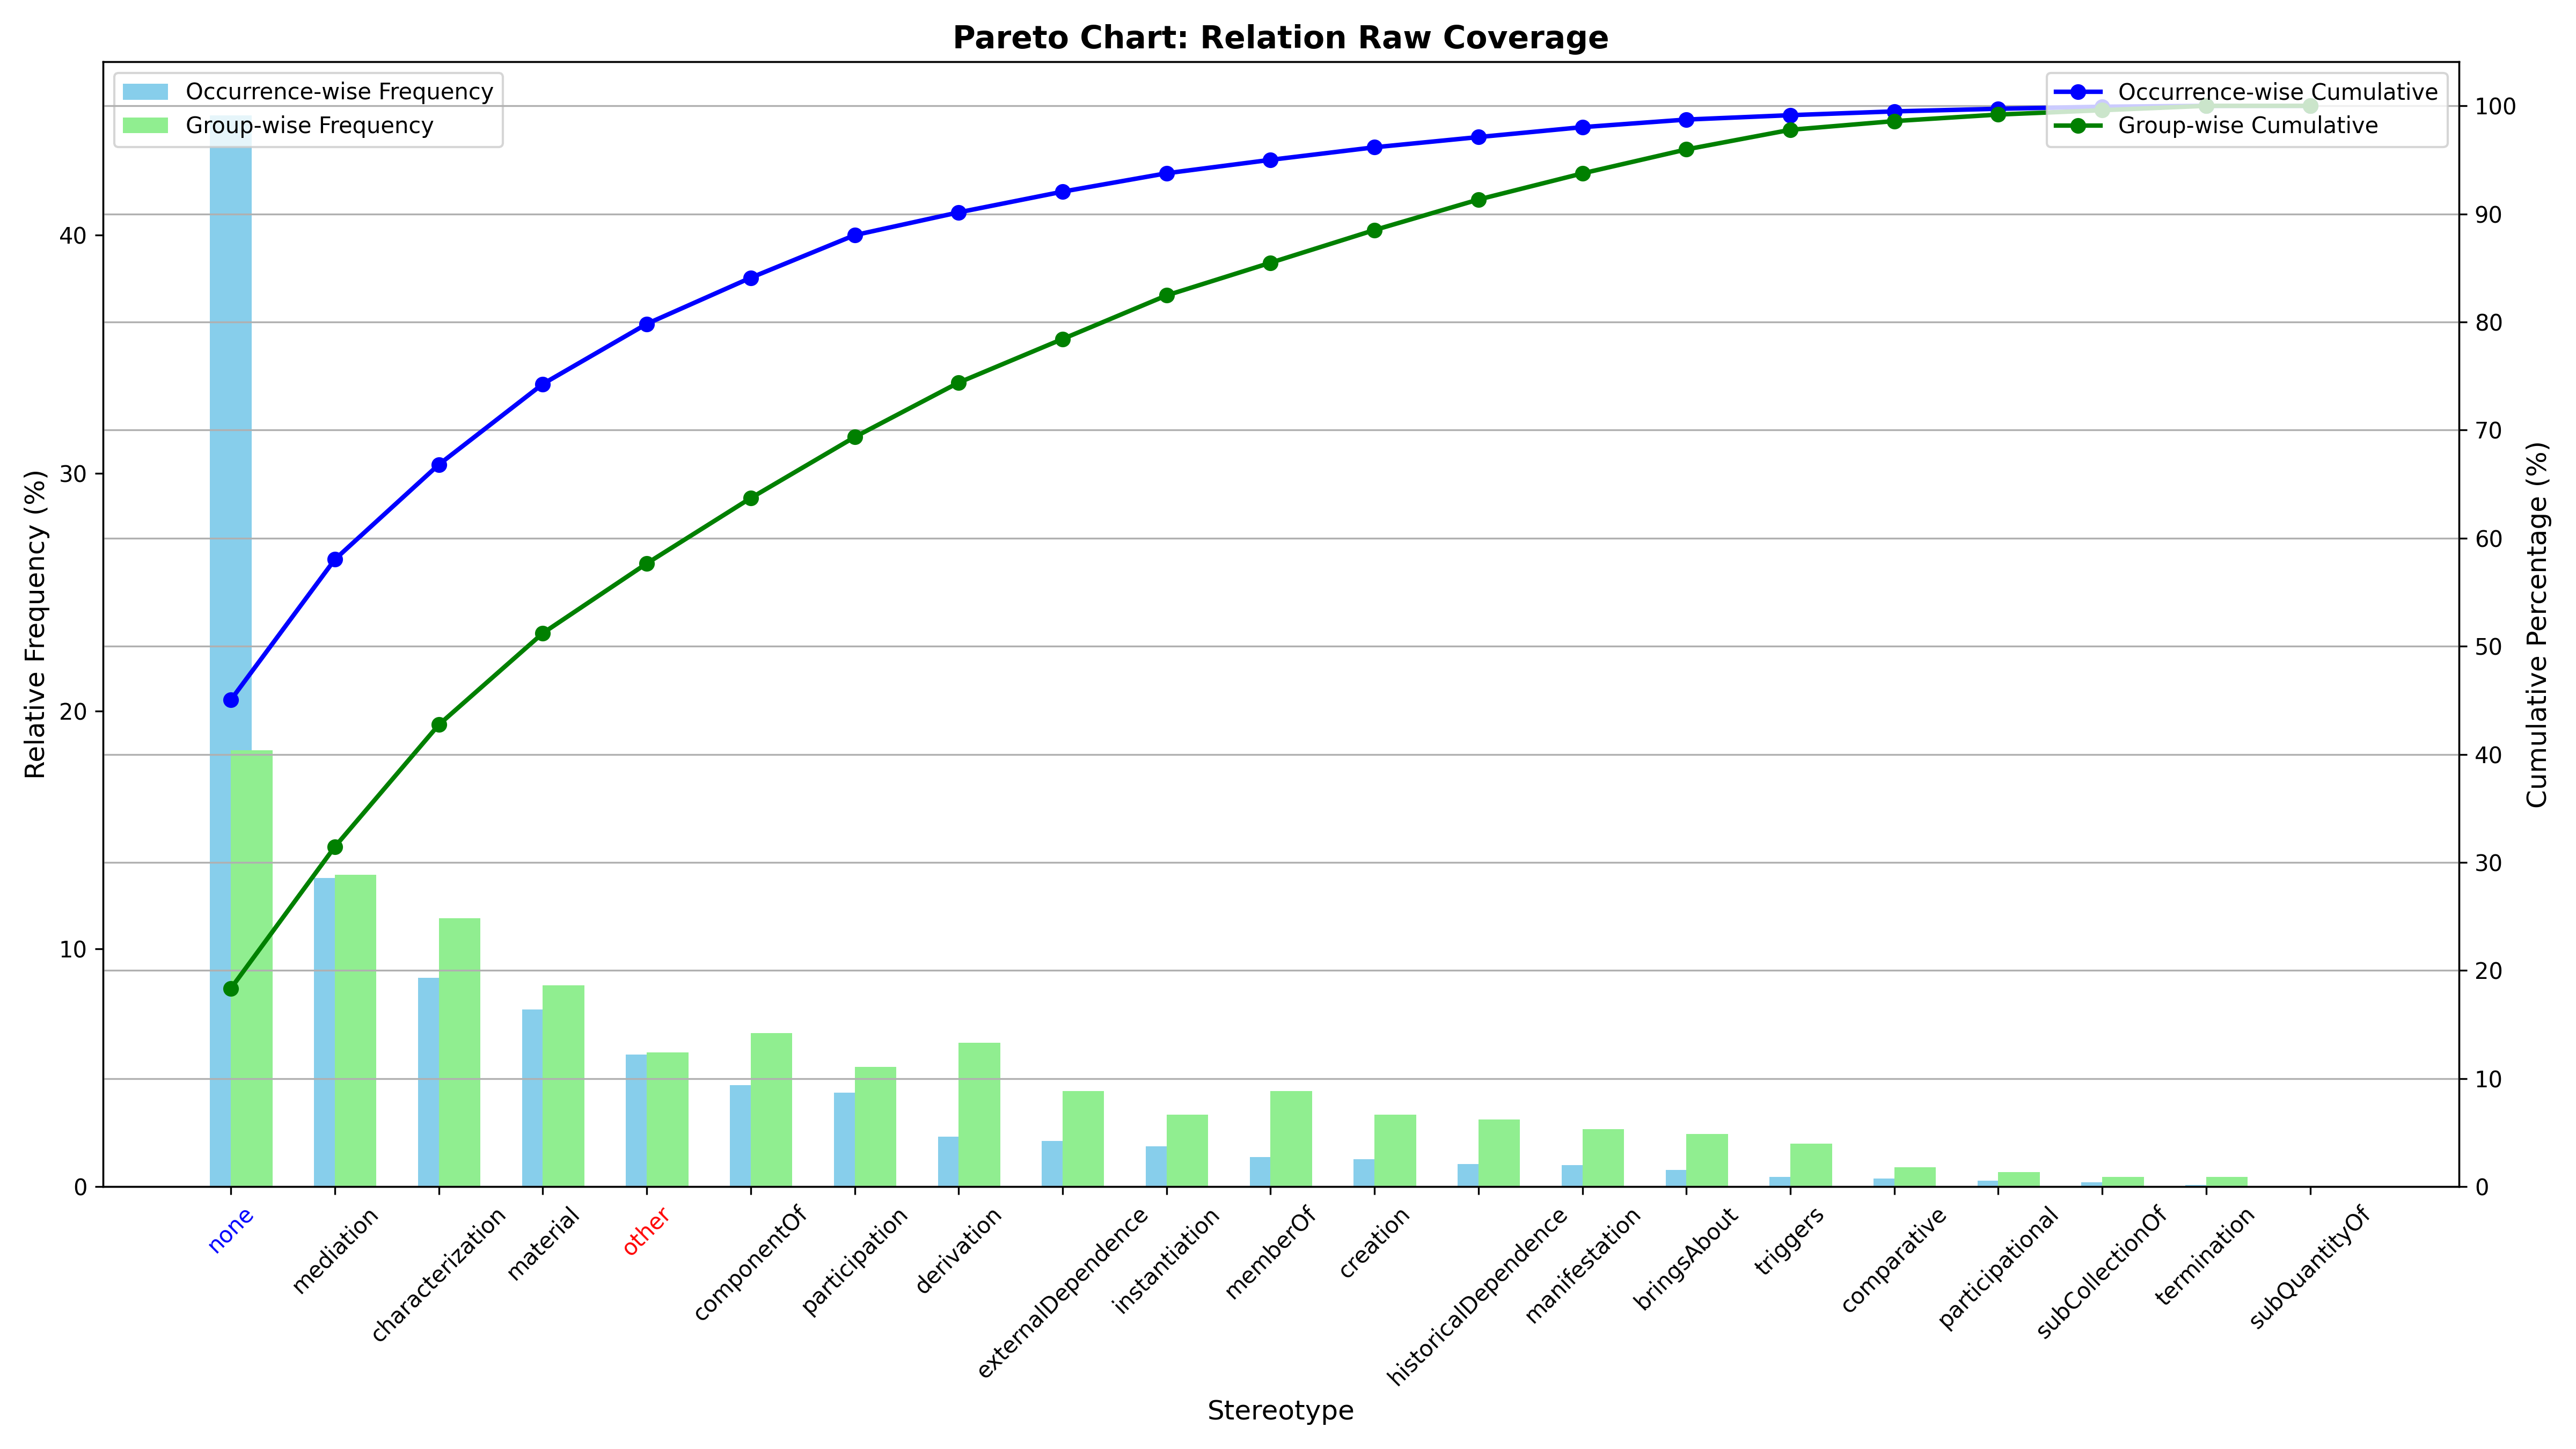 Pareto Chart: Relation Raw Coverage
Occurrence-wise Frequency
Group-wise Frequency
Occurrence-wise Cumulative
Group-wise Cumulative
Relative Frequency (%)
40
30
20
10
0
100
90
80
70
60
50
40
30
20
10
0
Cumulative Percentage (%)
none
mediation
characterization
material
other
componentOf
participation
derivation
externalDependence
instantiation
memberOf
creation
historicalDependence
manifestation
bringsAbout
triggers
comparative
participational
subCollectionOf
termination
subQuantityOf
Stereotype